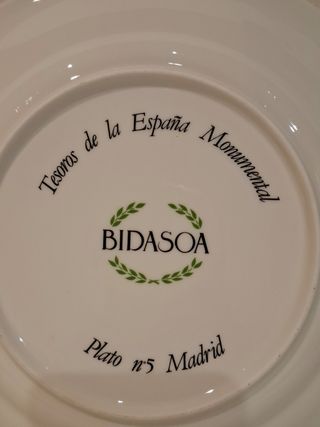 Tesoros de la España Monumental
BIDASOA
Plato nº5 Madrid